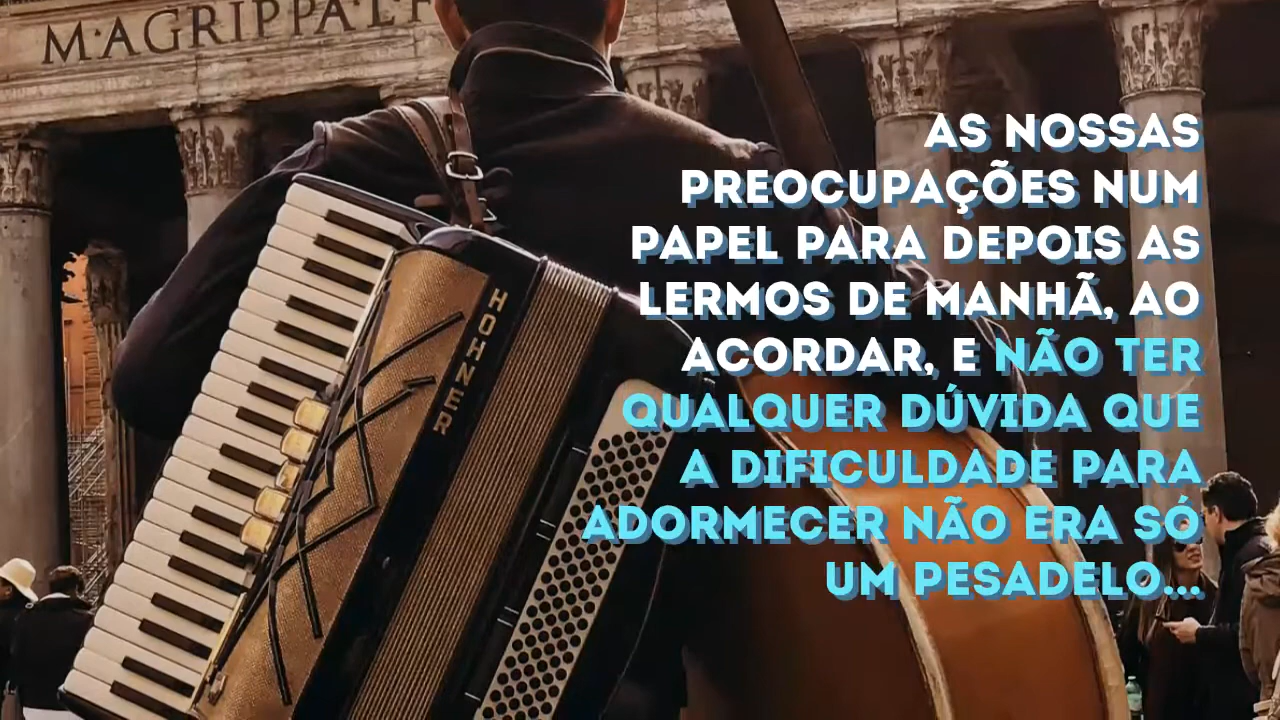 M·AGRIPPA·L·F
HOHNER
AS NOSSAS
PREOCUPAÇÕES NUM
PAPEL PARA DEPOIS AS
LERMOS DE MANHÃ, AO
ACORDAR, E NÃO TER
QUALQUER DÚVIDA QUE
A DIFICULDADE PARA
ADORMECER NÃO ERA SÓ
UM PESADELO...